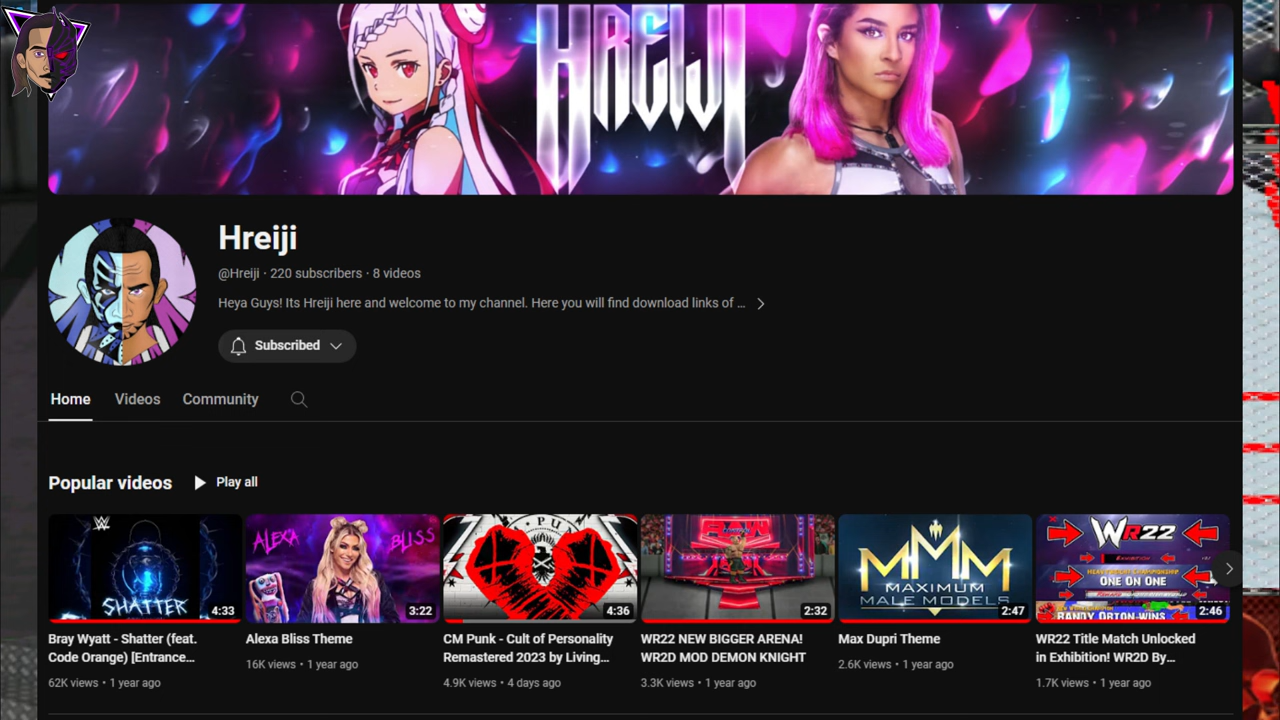 HREIJI
Hreiji
@Hreiji · 220 subscribers · 8 videos
Heya Guys! Its Hreiji here and welcome to my channel. Here you will find download links of ...
Subscribed
Home Videos Community
Popular videos Play all
SHATTER
4:33
ALEXA BLISS
3:22
PU
4:36
2:32
MMM
MAXIMUM
MALE MODELS
2:47
WR22
ONE ON ONE
RANDY ORTON WINS
2:46
Bray Wyatt - Shatter (feat.
Code Orange) [Entrance...
62K views • 1 year ago
Alexa Bliss Theme
16K views • 1 year ago
CM Punk - Cult of Personality
Remastered 2023 by Living...
4.9K views • 4 days ago
WR22 NEW BIGGER ARENA!
WR2D MOD DEMON KNIGHT
3.3K views • 1 year ago
Max Dupri Theme
2.6K views • 1 year ago
WR22 Title Match Unlocked
in Exhibition! WR2D By...
1.7K views • 1 year ago